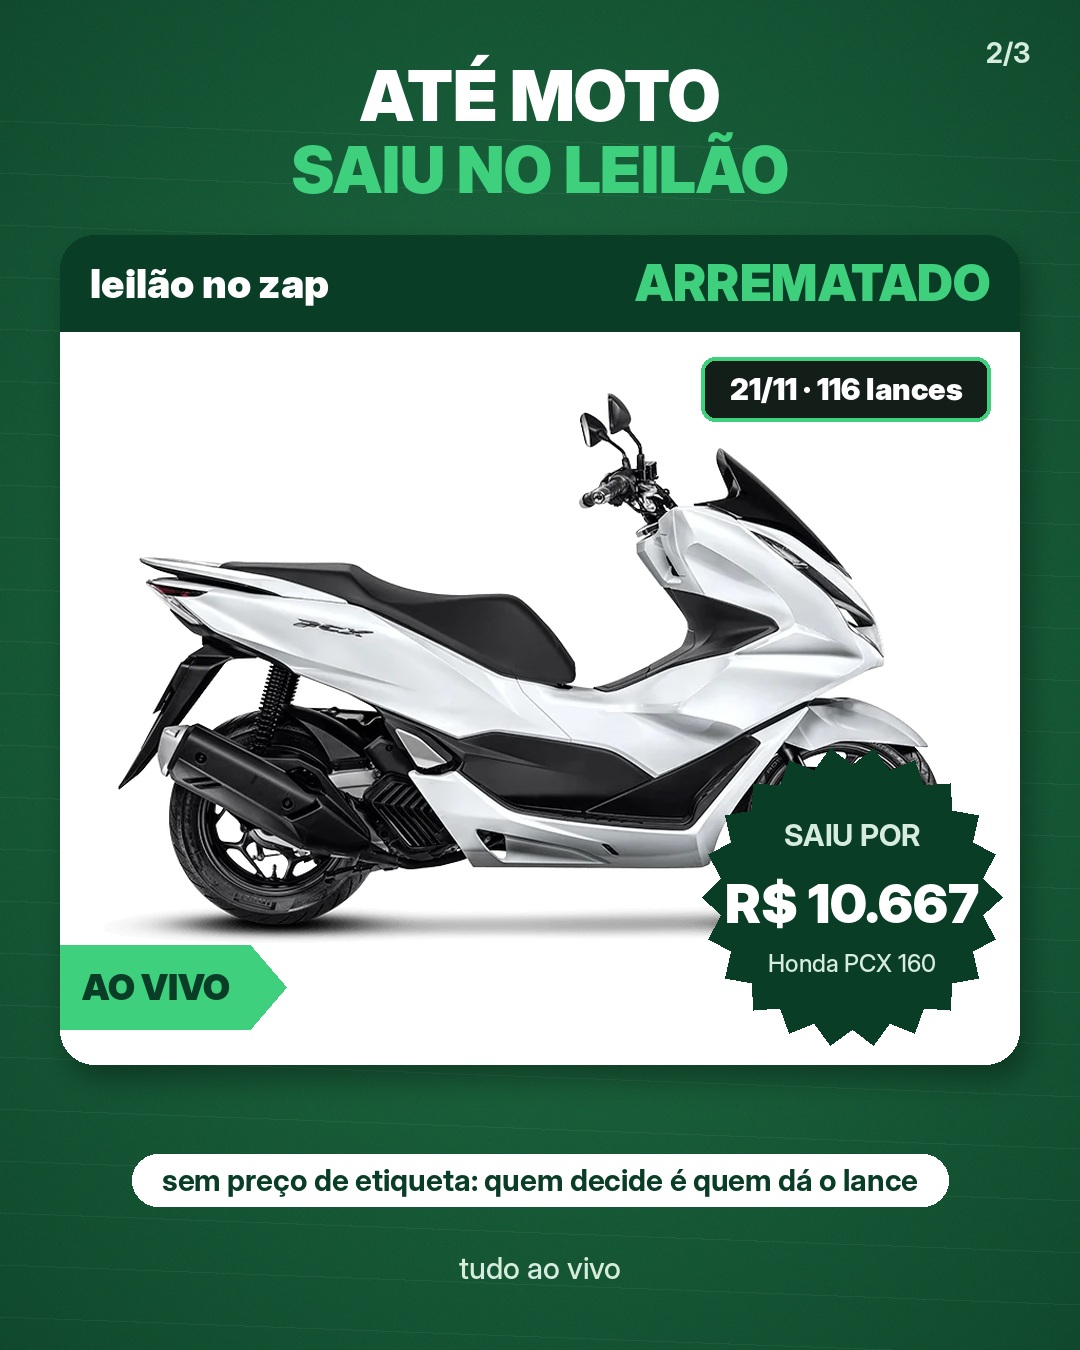 2/3
ATÉ MOTO
SAIU NO LEILÃO
leilão no zap
ARREMATADO
21/11 · 116 lances
PCX
SAIU POR
R$ 10.667
Honda PCX 160
AO VIVO
sem preço de etiqueta: quem decide é quem dá o lance
tudo ao vivo